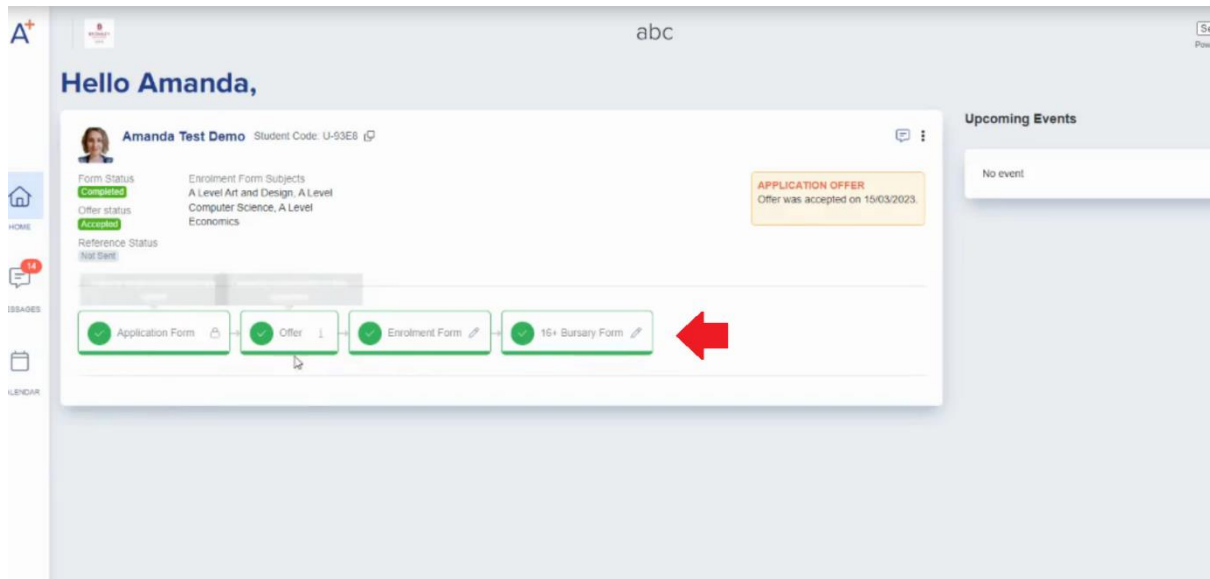 A+
abc
Hello Amanda,
Amanda Test Demo Student Code: U-93E8
Form Status
Completed
Offer status
Accepted
Reference Status
Not Sent
Enrolment Form Subjects
A Level Art and Design, A Level
Computer Science, A Level
Economics
APPLICATION OFFER
Offer was accepted on 15/03/2023.
Application Form
Offer
Enrolment Form
16+ Bursary Form
Upcoming Events
No event
HOME
14
ESSAGES
ALENDAR